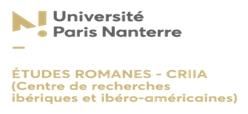 Université
Paris Nanterre
ÉTUDES ROMANES - CRIIA
(Centre de recherches
ibériques et ibéro-américaines)